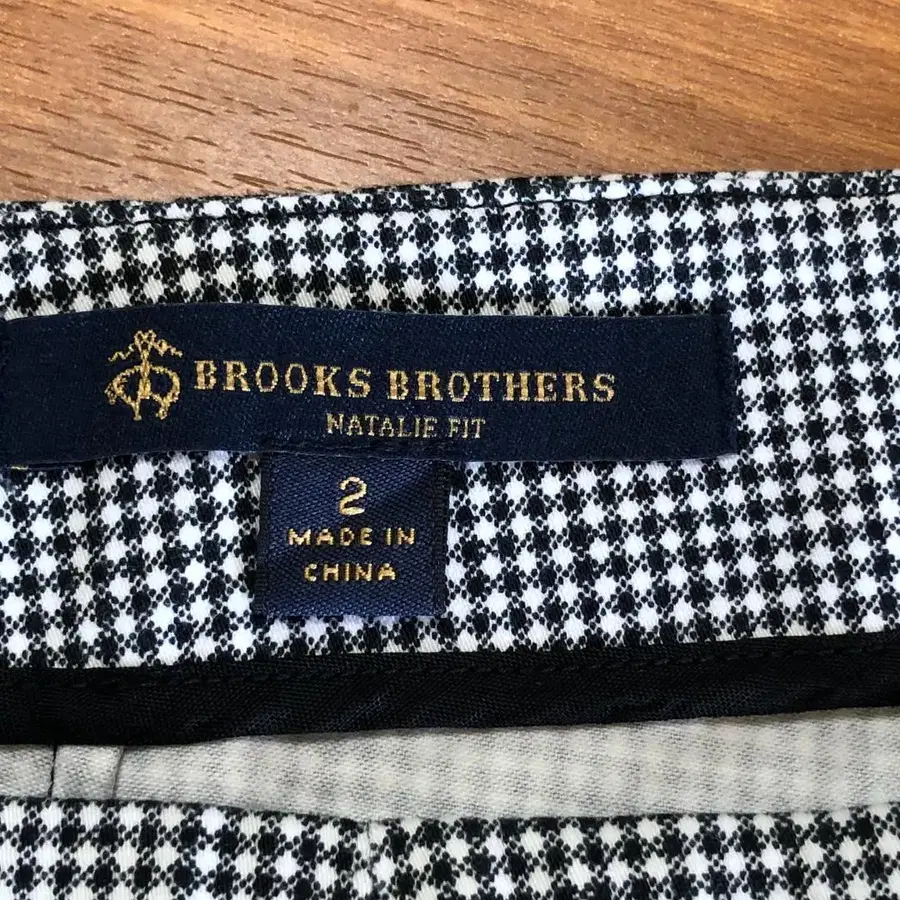 BROOKS BROTHERS
NATALIE FIT
2
MADE IN
CHINA